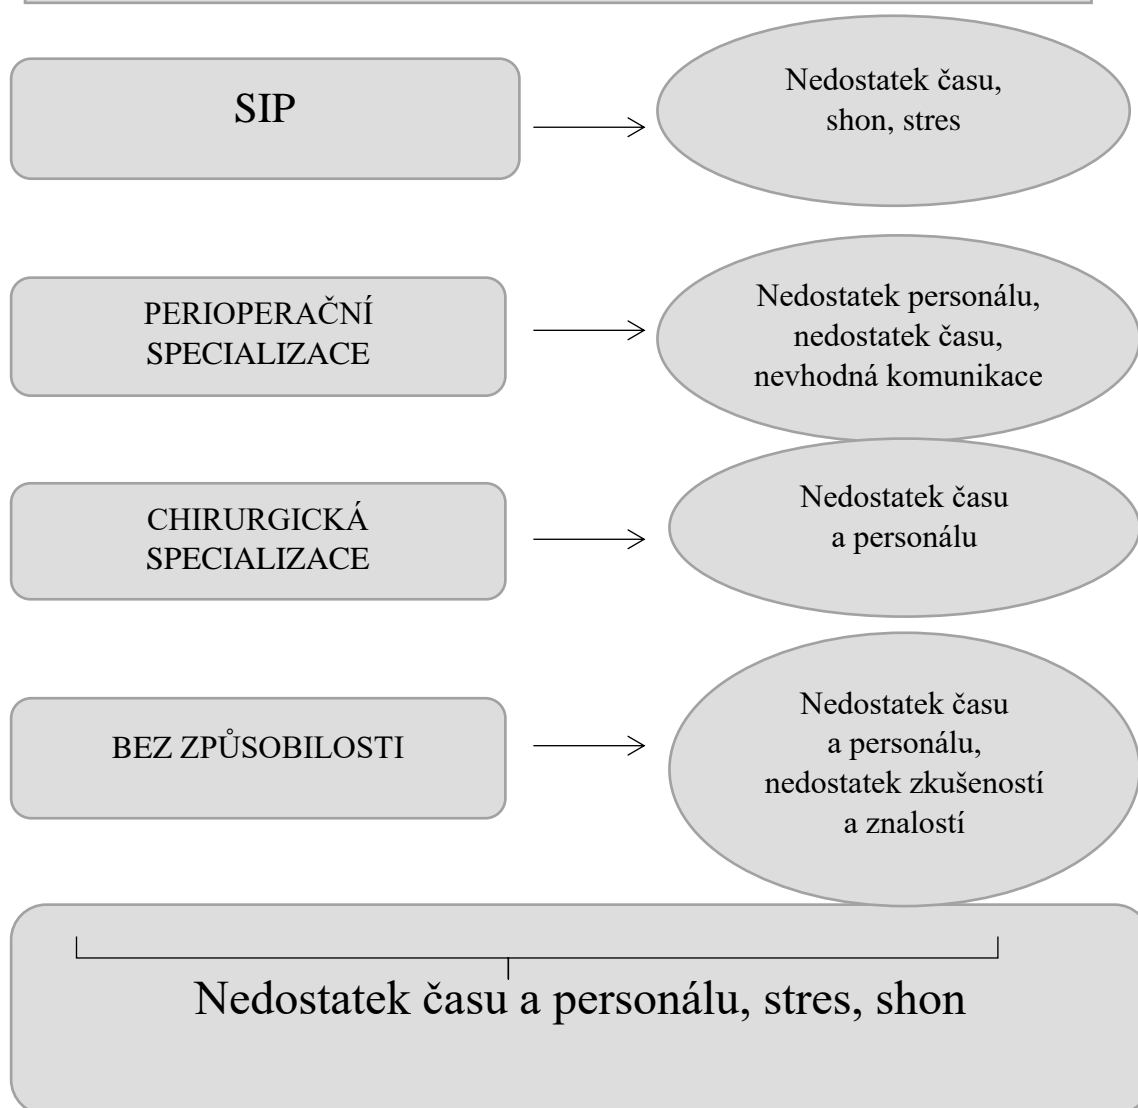 SIP
Nedostatek času,
shon, stres
PERIOPERAČNÍ
SPECIALIZACE
Nedostatek personálu,
nedostatek času,
nevhodná komunikace
CHIRURGICKÁ
SPECIALIZACE
Nedostatek času
a personálu
BEZ ZPŮSOBILOSTI
Nedostatek času
a personálu,
nedostatek zkušeností
a znalostí
Nedostatek času a personálu, stres, shon